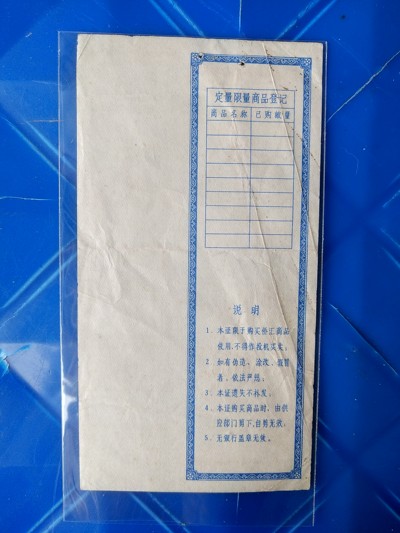 定量限量商品登记
商品名称 已购数量
说明
1、本证限于购买侨汇商品
使用,不得作投机买卖;
2、如有伪造、涂改、假冒
者、依法严惩;
3、本证遗失不补发;
4、本证购买商品时,由供
应部门剪下,自剪无效;
5、无银行盖章无效。